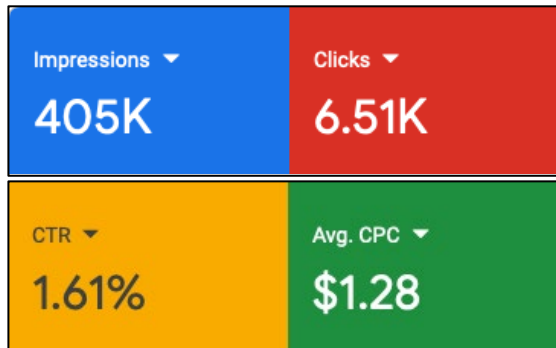 Impressions
Clicks
405K
6.51K
CTR
Avg. CPC
1.61%
$1.28